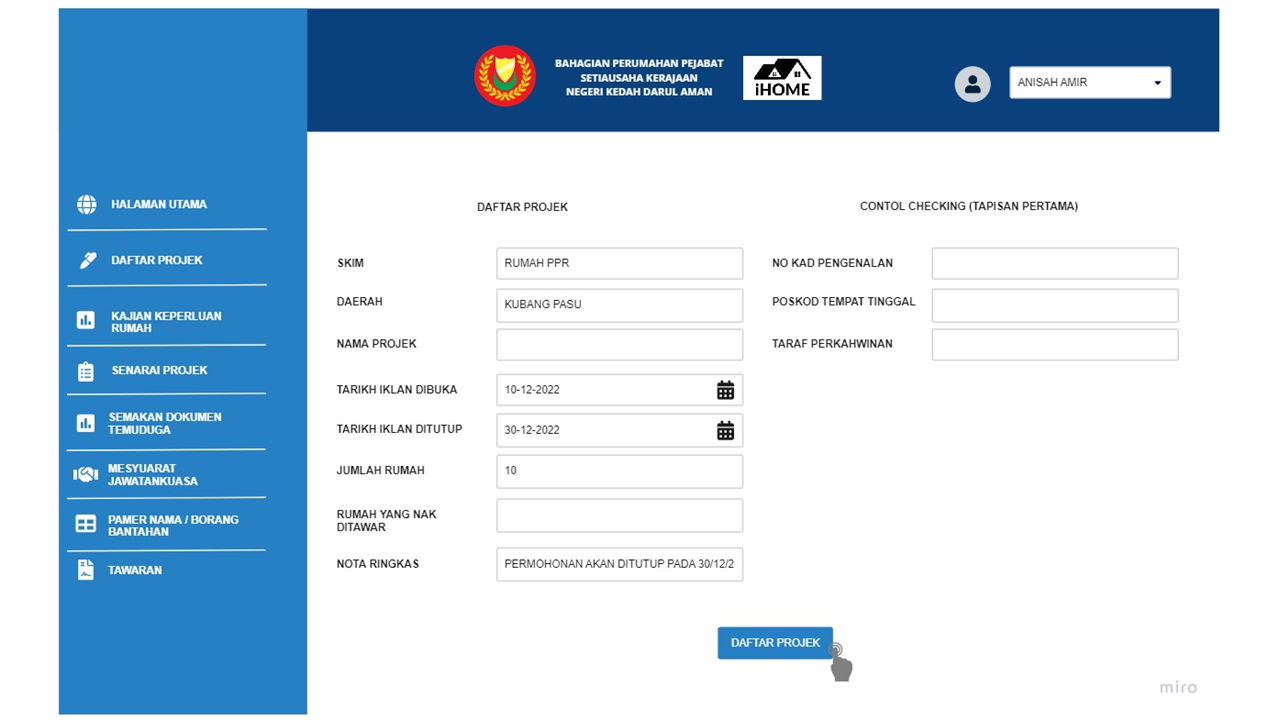 BAHAGIAN PERUMAHAN PEJABAT
SETIAUSAHA KERAJAAN
NEGERI KEDAH DARUL AMAN
iHOME
ANISAH AMIR
HALAMAN UTAMA
DAFTAR PROJEK
KAJIAN KEPERLUAN
RUMAH
SENARAI PROJEK
SEMAKAN DOKUMEN
TEMUDUGA
MESYUARAT
JAWATANKUASA
PAMER NAMA / BORANG
BANTAHAN
TAWARAN
DAFTAR PROJEK
SKIM
RUMAH PPR
DAERAH
KUBANG PASU
NAMA PROJEK
TARIKH IKLAN DIBUKA
10-12-2022
TARIKH IKLAN DITUTUP
30-12-2022
JUMLAH RUMAH
10
RUMAH YANG NAK
DITAWAR
NOTA RINGKAS
PERMOHONAN AKAN DITUTUP PADA 30/12/2
CONTOL CHECKING (TAPISAN PERTAMA)
NO KAD PENGENALAN
POSKOD TEMPAT TINGGAL
TARAF PERKAHWINAN
DAFTAR PROJEK
miro